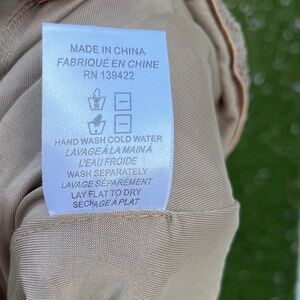 MADE IN CHINA
FABRIQUÉ EN CHINE
RN 139422
HAND WASH COLD WATER
LAVAGE À LA MAIN À
L'EAU FROIDE
WASH SEPARATELY
LAVAGE SÉPARÉMENT
LAY FLAT TO DRY
SECHAGE A PLAT